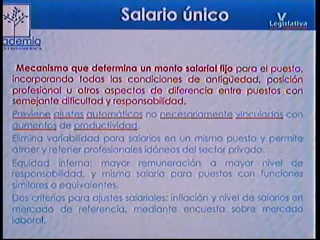 Salario único
Legislativa
ademia
Mecanismo que determina un monto salarial fijo para el puesto,
incorporando todas las condiciones de antigüedad, posición
profesional u otros aspectos de diferencia entre puestos con
semejante dificultad y responsabilidad.
Previene ajustes automáticos no necesariamente vinculados con
aumentos de productividad.
Elimina variabilidad para salarios en un mismo puesto y permite
atraer y retener profesionales idóneos del sector privado.
Equidad interna: mayor remuneración a mayor nivel de
responsabilidad, y misma salario para puestos con funciones
similares o equivalentes.
Dos criterios para ajustes salariales: inflación y nivel de salarios en
mercado de referencia, mediante encuesta sobre mercado
laboral.